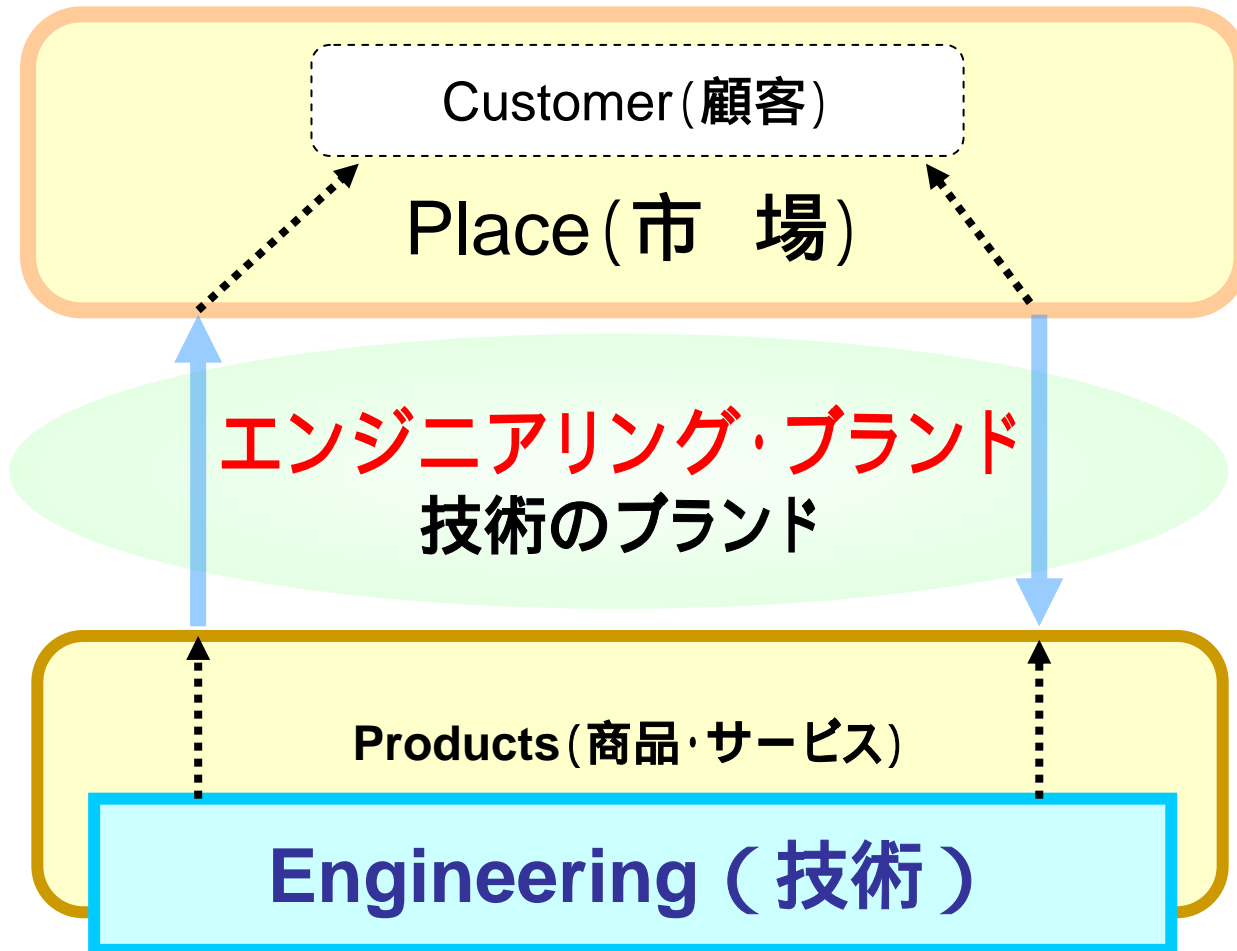 Customer(顧客)
Place(市　場)
エンジニアリング・ブランド
技術のブランド
Products(商品・サービス)
Engineering（技術）